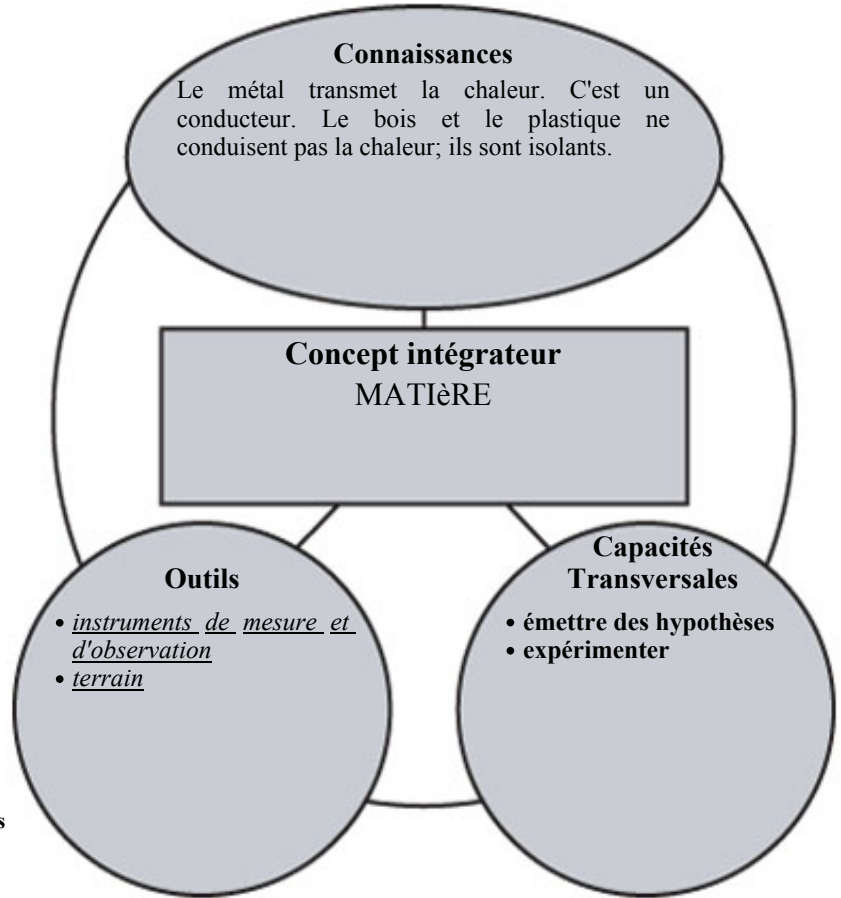 Connaissances
Le métal transmet la chaleur. C'est un
conducteur. Le bois et le plastique ne
conduisent pas la chaleur; ils sont isolants.
Concept intégrateur
MATIèRE
Outils
• instruments de mesure et
d'observation
• terrain
Capacités
Transversales
• émettre des hypothèses
• expérimenter
s